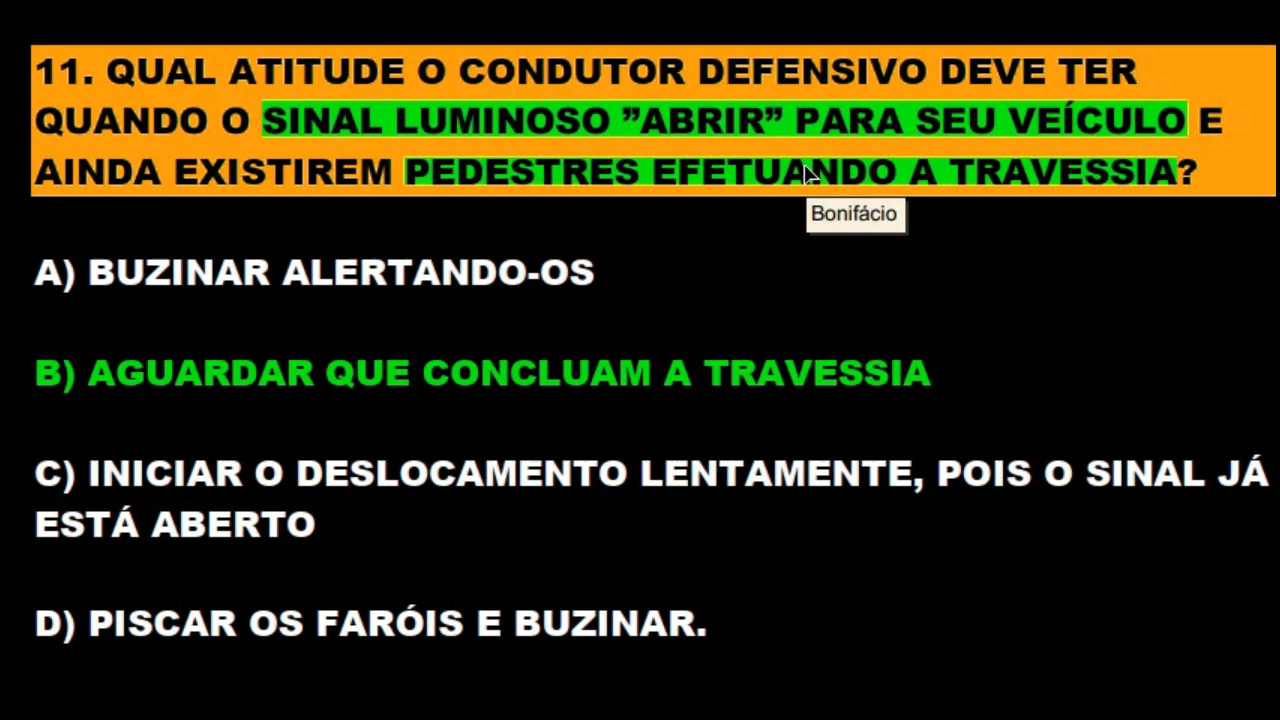 11. QUAL ATITUDE O CONDUTOR DEFENSIVO DEVE TER
QUANDO O SINAL LUMINOSO ”ABRIR” PARA SEU VEÍCULO E
AINDA EXISTIREM PEDESTRES EFETUANDO A TRAVESSIA?
Bonifácio
A) BUZINAR ALERTANDO-OS
B) AGUARDAR QUE CONCLUAM A TRAVESSIA
C) INICIAR O DESLOCAMENTO LENTAMENTE, POIS O SINAL JÁ
ESTÁ ABERTO
D) PISCAR OS FARÓIS E BUZINAR.